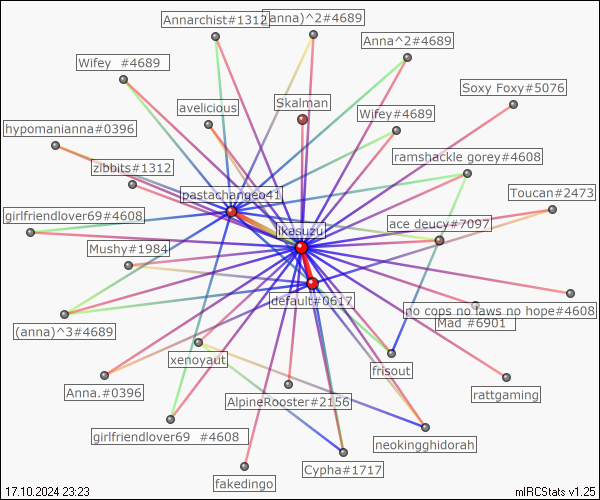 Annarchist#1312
(anna)^2#4689
Anna^2#4689
Wifey  #4689
Soxy Foxy#5076
avelicious
Skalman
Wifey#4689
hypomanianna#0396
zibbits#1312
ramshackle gorey#4608
pastachangeo41
Toucan#2473
girlfriendlover69#4608
ace deucy#7097
ikesuzu
Mushy#1984
default#0617
no cops no laws no hope#4608
Mad #6901
(anna)^3#4689
xenoyaut
frisout
Anna.#0396
rattgaming
AlpineRooster#2156
girlfriendlover69  #4608
neokingghidorah
Cypha#1717
fakedingo
17.10.2024 23:23
mIRCStats v1.25